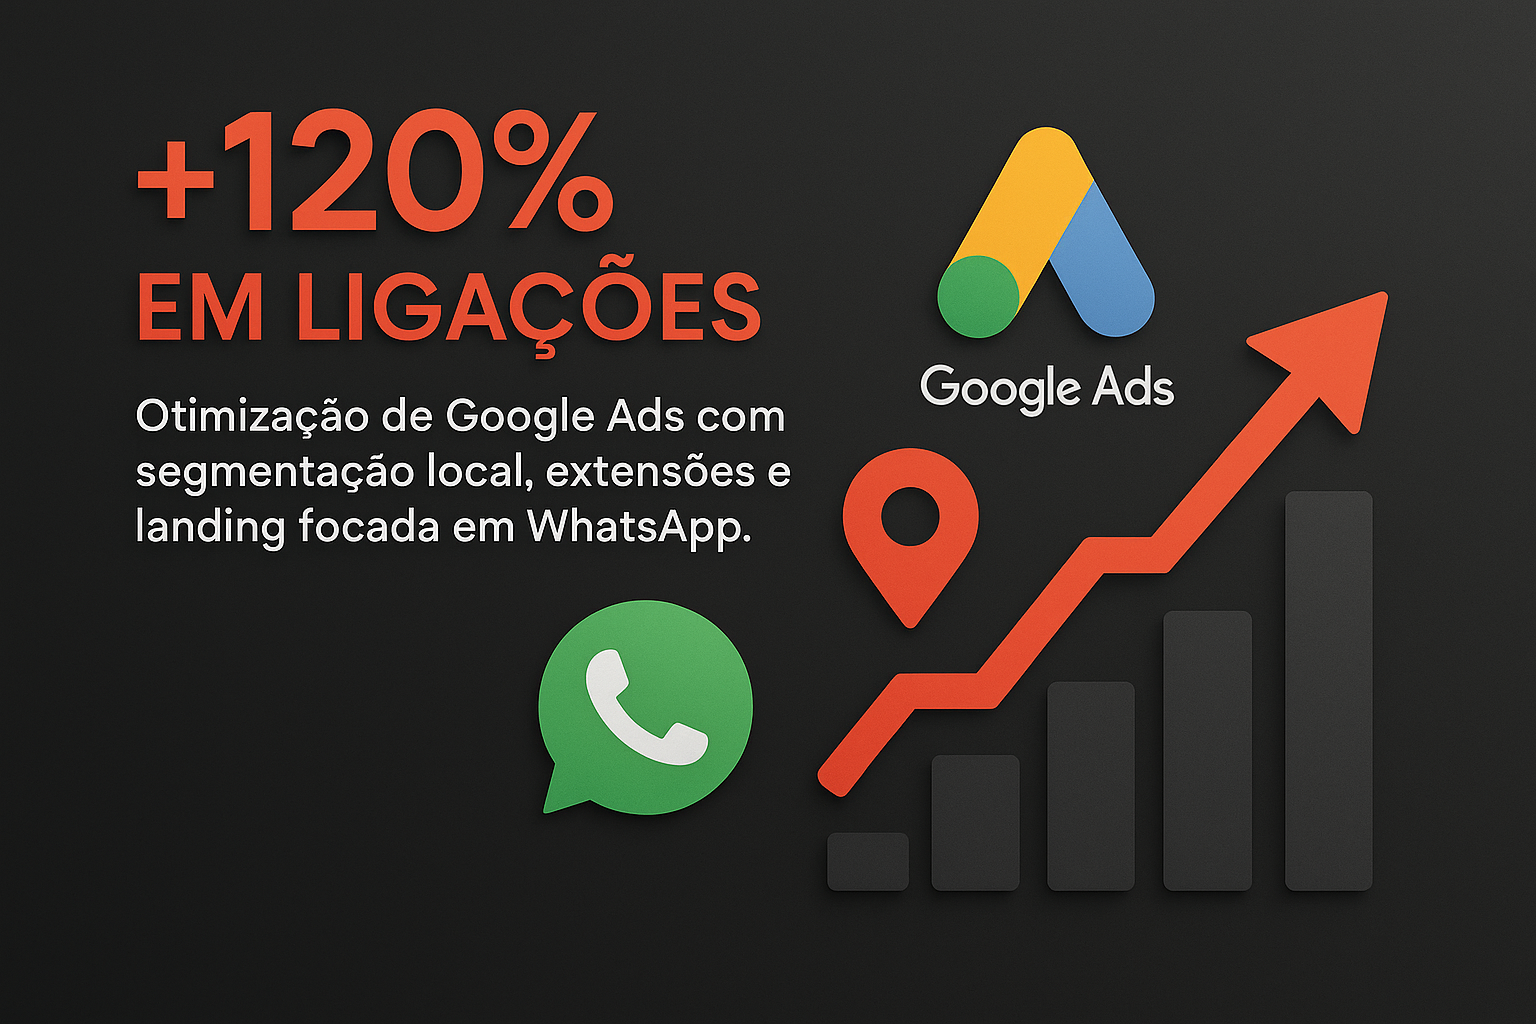 +120%
EM LIGAÇÕES
Otimização de Google Ads com
segmentação local, extensões e
landing focada em WhatsApp.
Google Ads